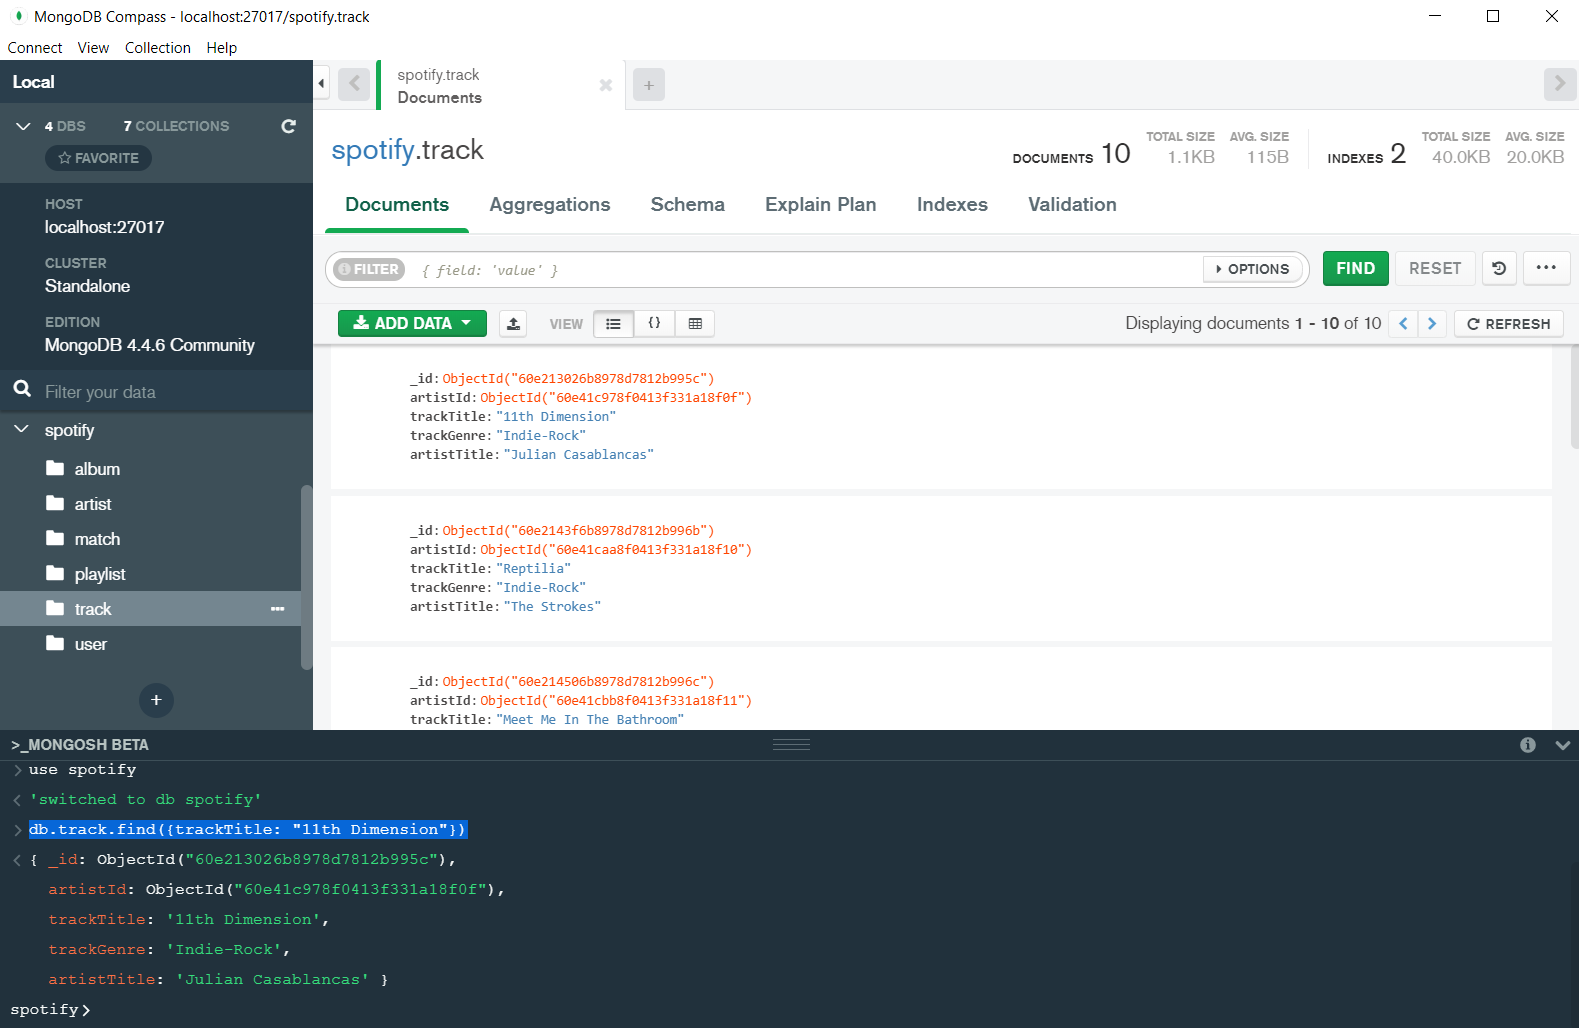 MongoDB Compass - localhost:27017/spotify.track
Connect View Collection Help
Local
4 DBS 7 COLLECTIONS
FAVORITE
HOST
localhost:27017
CLUSTER
Standalone
EDITION
MongoDB 4.4.6 Community
Filter your data
spotify
album
artist
match
playlist
track
user
+
spotify.track
Documents
+
spotify.track
DOCUMENTS 10 TOTAL SIZE 1.1KB AVG. SIZE 115B INDEXES 2 TOTAL SIZE 40.0KB AVG. SIZE 20.0KB
Documents Aggregations Schema Explain Plan Indexes Validation
FILTER { field: 'value' } OPTIONS FIND RESET ...
ADD DATA VIEW {} Displaying documents 1 - 10 of 10 < > REFRESH
_id: ObjectId("60e213026b8978d7812b995c")
artistId: ObjectId("60e41c978f0413f331a18f0f")
trackTitle: "11th Dimension"
trackGenre: "Indie-Rock"
artistTitle: "Julian Casablancas"
_id: ObjectId("60e2143f6b8978d7812b996b")
artistId: ObjectId("60e41caa8f0413f331a18f10")
trackTitle: "Reptilia"
trackGenre: "Indie-Rock"
artistTitle: "The Strokes"
_id: ObjectId("60e214506b8978d7812b996c")
artistId: ObjectId("60e41cbb8f0413f331a18f11")
trackTitle: "Meet Me In The Bathroom"
>_MONGOSH BETA
> use spotify
< 'switched to db spotify'
> db.track.find({trackTitle: "11th Dimension"})
< { _id: ObjectId("60e213026b8978d7812b995c"),
artistId: ObjectId("60e41c978f0413f331a18f0f"),
trackTitle: '11th Dimension',
trackGenre: 'Indie-Rock',
artistTitle: 'Julian Casablancas' }
spotify>